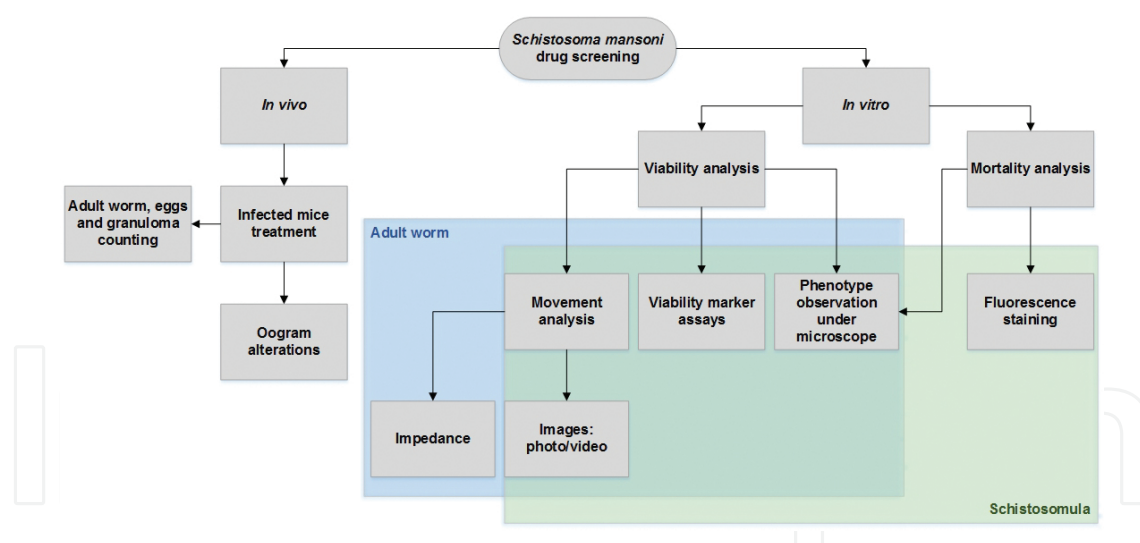 Schistosoma mansoni
drug screening
In vivo
In vitro
Viability analysis
Mortality analysis
Adult worm, eggs
and granuloma
counting
Infected mice
treatment
Adult worm
Movement
analysis
Viability marker
assays
Phenotype
observation
under
microscope
Fluorescence
staining
Oogram
alterations
Impedance
Images:
photo/video
Schistosomula